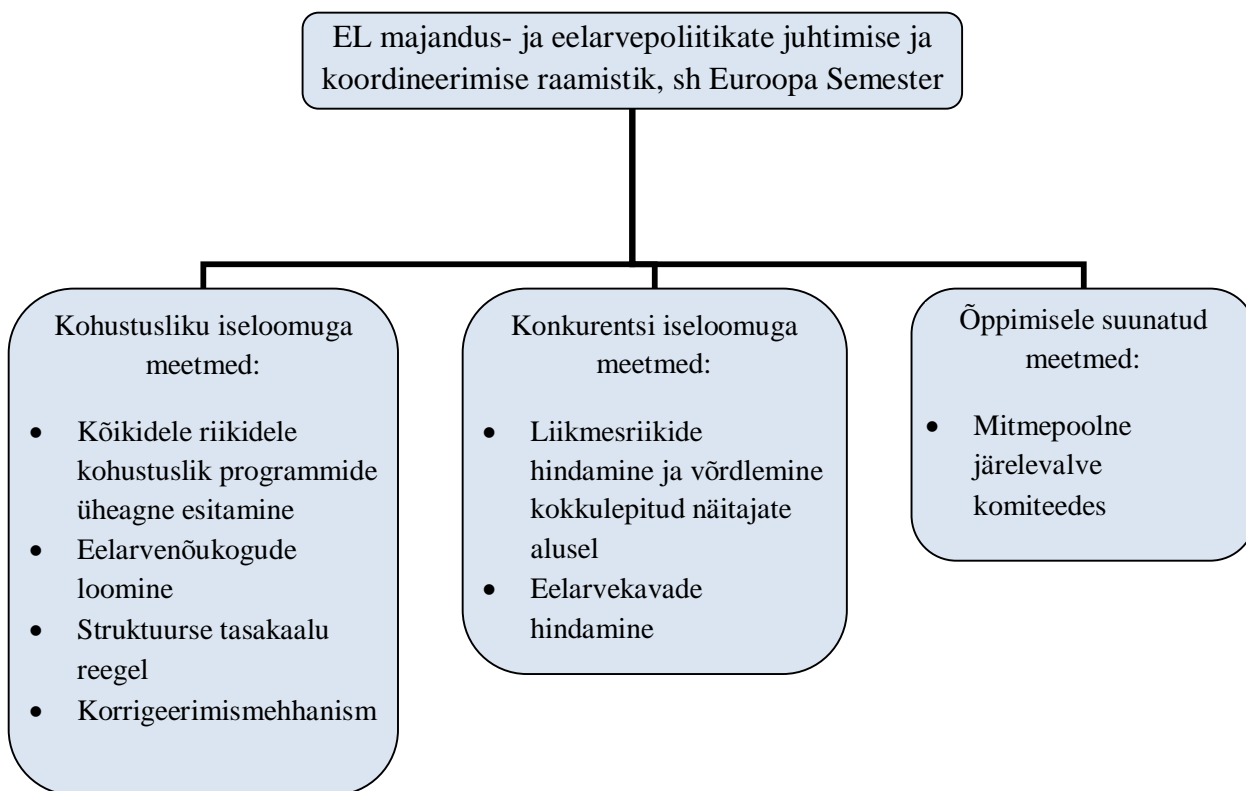 EL majandus- ja eelarvepoliitikate juhtimise ja
koordineerimise raamistik, sh Euroopa Semester
Kohustusliku iseloomuga
meetmed:
• Kõikidele riikidele
kohustuslik programmide
üheagne esitamine
• Eelarvenõukogude
loomine
• Struktuurse tasakaalu
reegel
• Korrigeerimismehhanism
Konkurentsi iseloomuga
meetmed:
• Liikmesriikide
hindamine ja võrdlemine
kokkulepitud näitajate
alusel
• Eelarvekavade
hindamine
Õppimisele suunatud
meetmed:
• Mitmepoolne
järelevalve
komiteedes